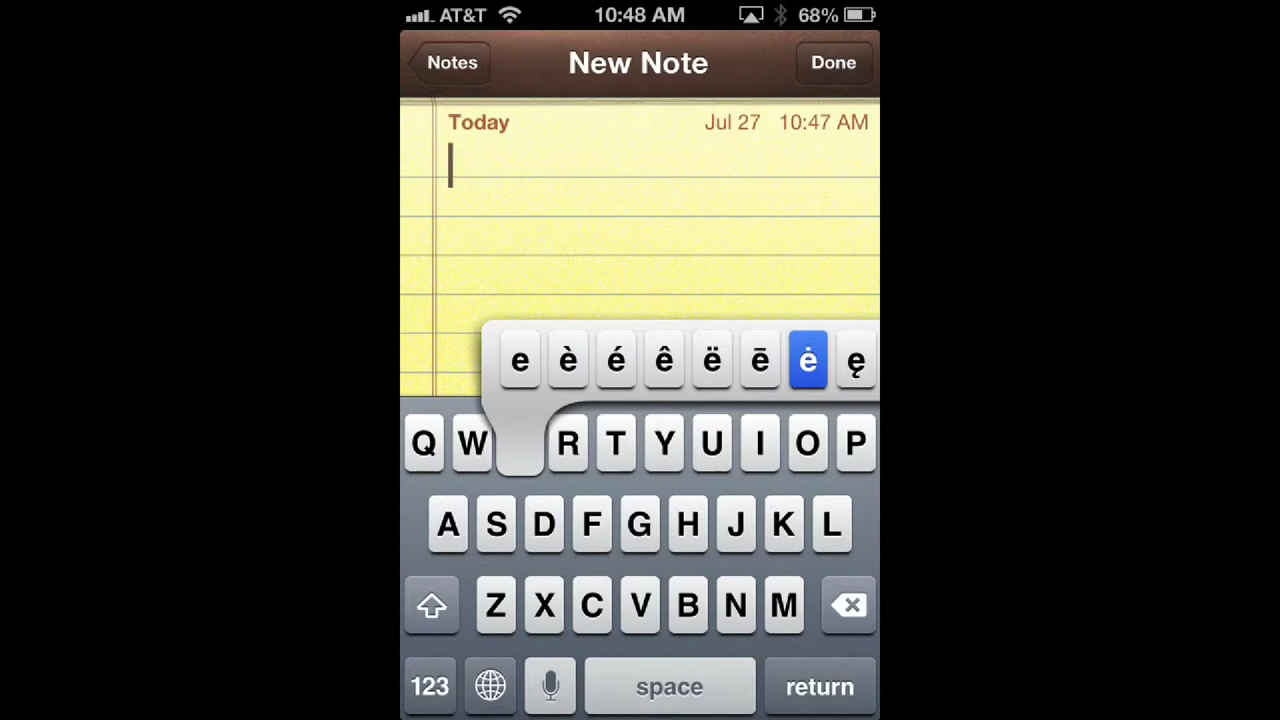 AT&T 10:48 AM 68%
Notes New Note Done
Today Jul 27 10:47 AM
e è é ê ë ē ė ę
Q W R T Y U I O P
A S D F G H J K L
Z X C V B N M
123 space return